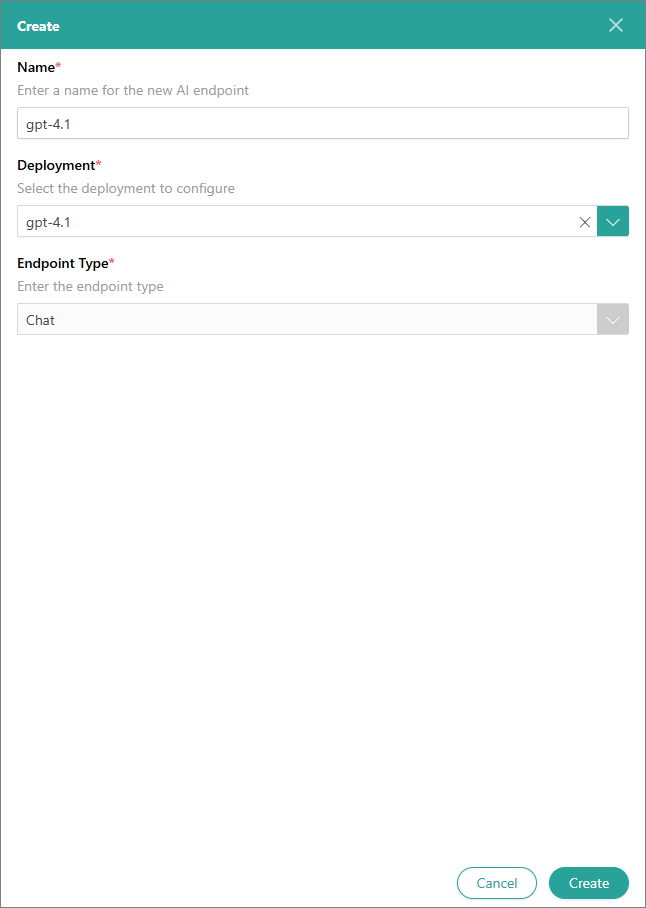 Create
Name*
Enter a name for the new AI endpoint
gpt-4.1
Deployment*
Select the deployment to configure
gpt-4.1
Endpoint Type*
Enter the endpoint type
Chat
Cancel
Create